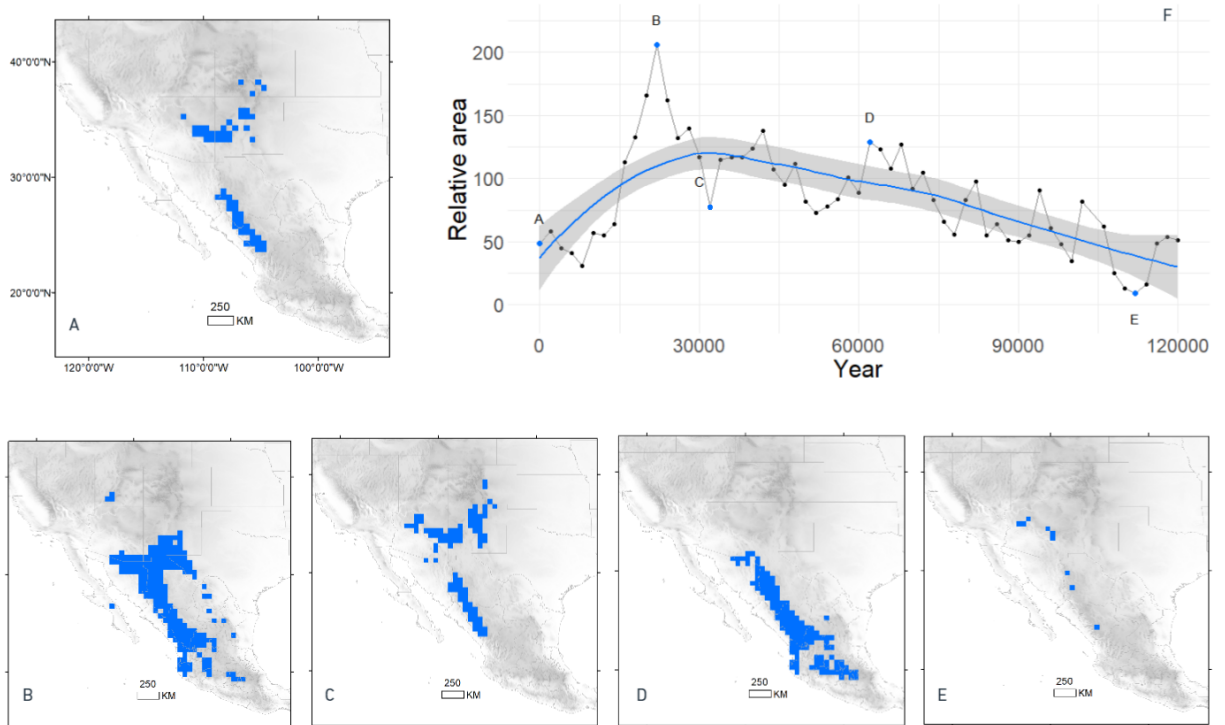 40°0'0"N
30°0'0"N
20°0'0"N
250
KM
A
120°0'0"W
110°0'0"W
100°0'0"W
F
Relative area
200
150
100
50
0
A
B
C
D
E
0
30000
60000
90000
120000
Year
250
KM
B
250
KM
C
250
KM
D
250
KM
E